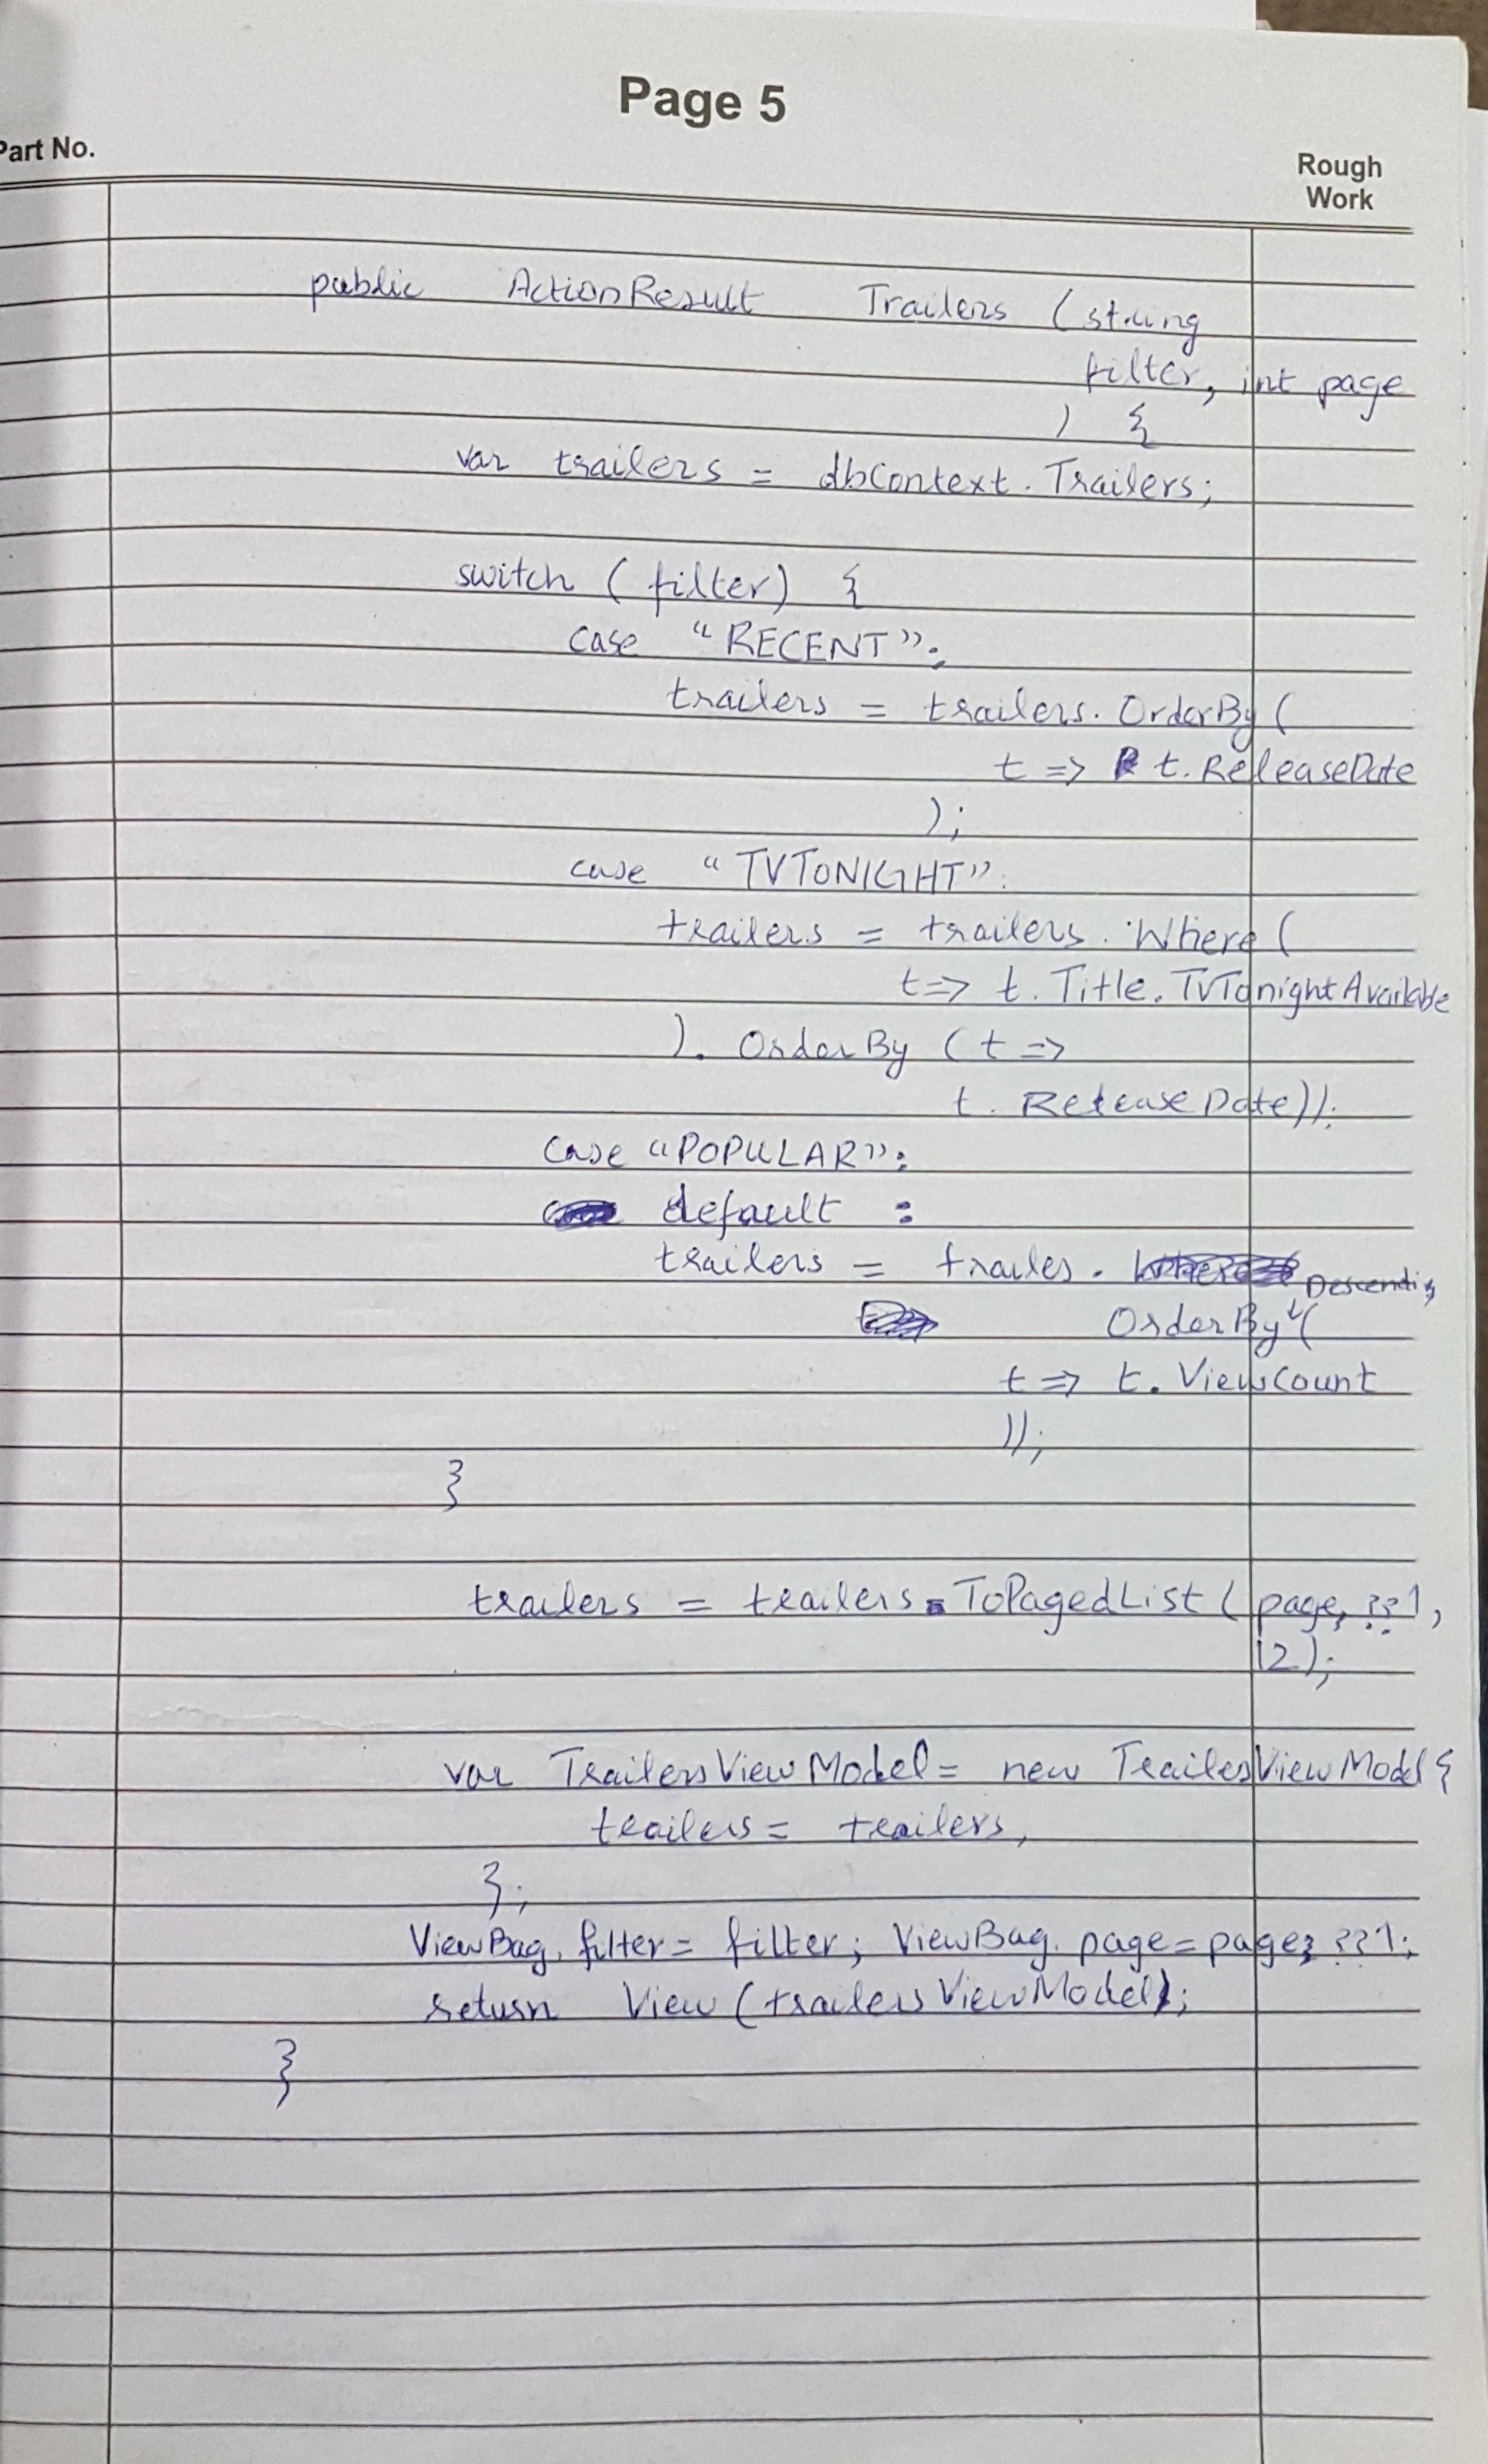 Page 5
Part No.
Rough
Work
public ActionResult Trailers (string
filter, int page
) {
var trailers = dbContext. Trailers;
switch (filter) {
case "RECENT":
trailers = trailers. OrderBy (
t => t. ReleaseDate
);
case "TVTONIGHT":
trailers = trailers. Where (
t => t. Title. TvTonightAvailable
). OrderBy (t =>
t. ReleaseDate));
case "POPULAR":
default :
trailers = trailes. Descending
OrderBy (
t => t. ViewCount
));
}
trailers = trailers. ToPagedList (page, ??1,
12);
var TrailersViewModel = new TrailesViewModel {
trailers = trailers,
};
ViewBag. filter = filter; ViewBag. page = page; ??1;
return View (trailersViewModel);
}